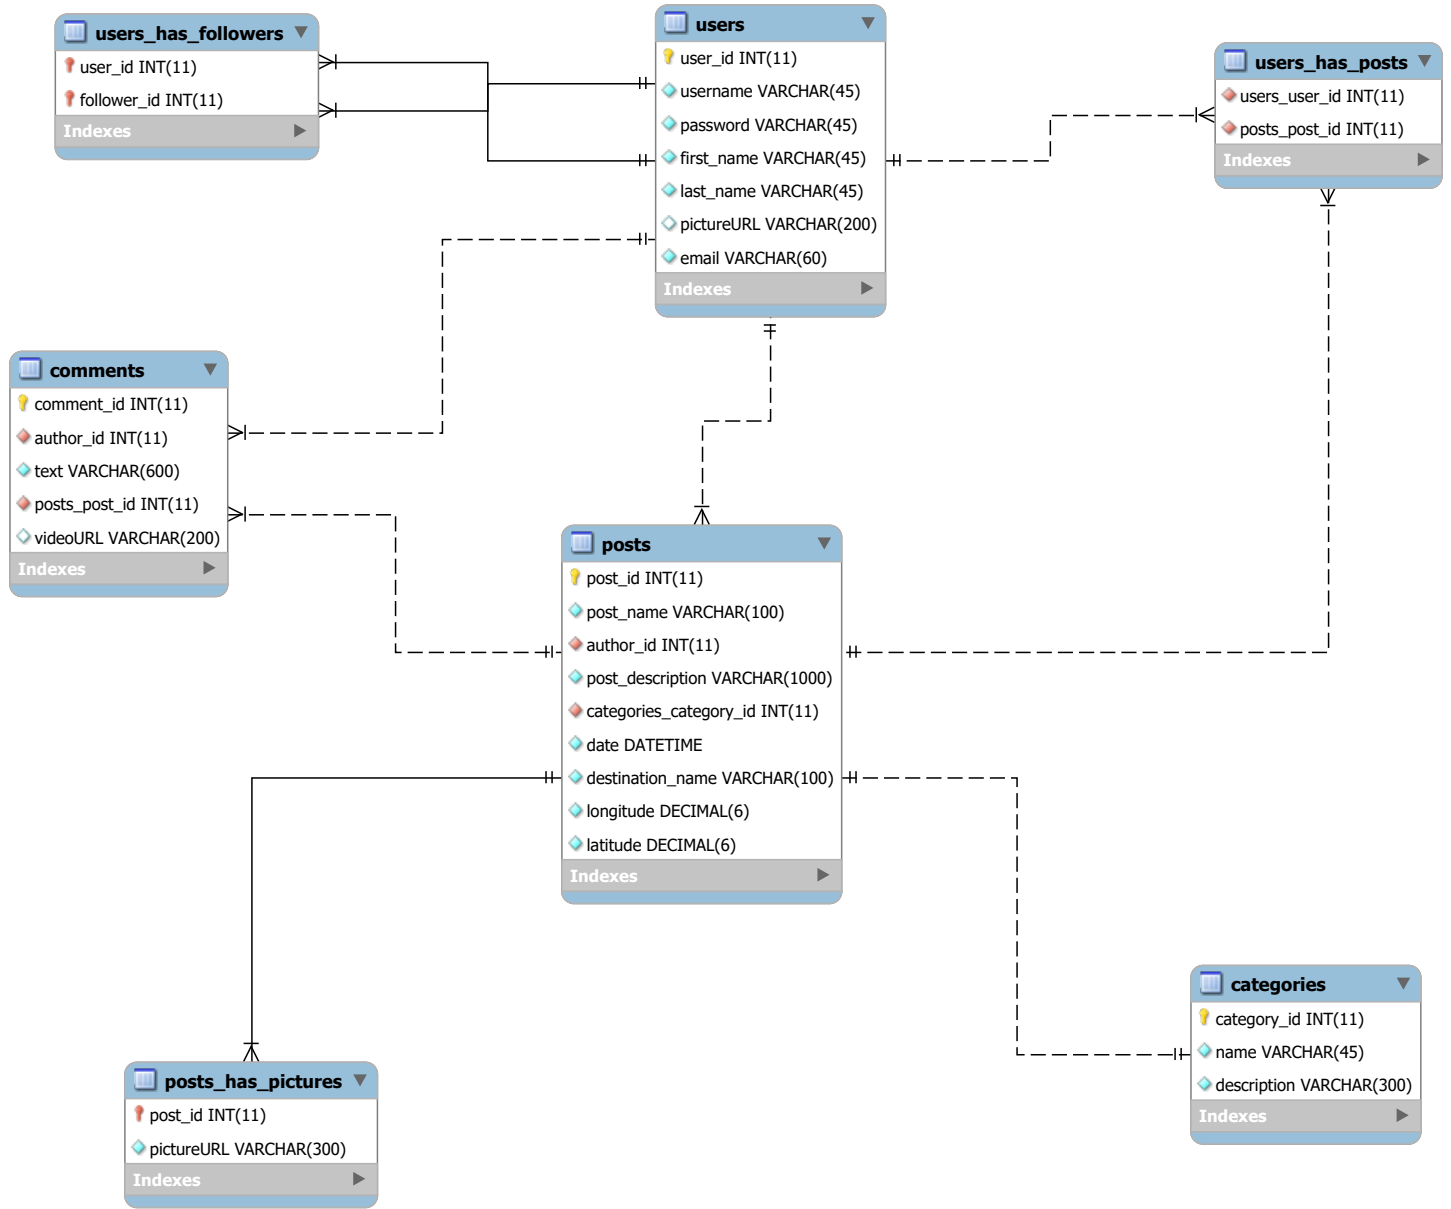 users_has_followers
user_id INT(11)
follower_id INT(11)
Indexes
users
user_id INT(11)
username VARCHAR(45)
password VARCHAR(45)
first_name VARCHAR(45)
last_name VARCHAR(45)
pictureURL VARCHAR(200)
email VARCHAR(60)
Indexes
users_has_posts
users_user_id INT(11)
posts_post_id INT(11)
Indexes
comments
comment_id INT(11)
author_id INT(11)
text VARCHAR(600)
posts_post_id INT(11)
videoURL VARCHAR(200)
Indexes
posts
post_id INT(11)
post_name VARCHAR(100)
author_id INT(11)
post_description VARCHAR(1000)
categories_category_id INT(11)
date DATETIME
destination_name VARCHAR(100)
longitude DECIMAL(6)
latitude DECIMAL(6)
Indexes
categories
category_id INT(11)
name VARCHAR(45)
description VARCHAR(300)
Indexes
posts_has_pictures
post_id INT(11)
pictureURL VARCHAR(300)
Indexes